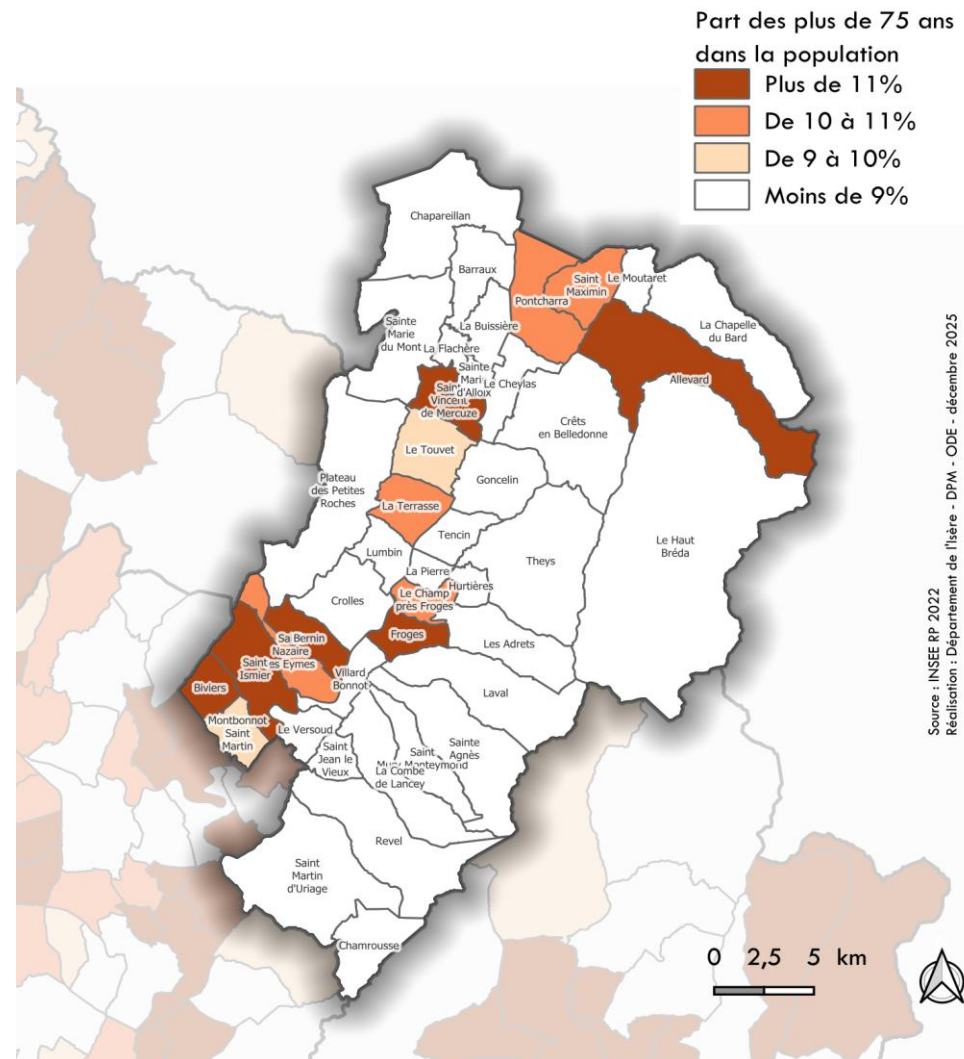 Part des plus de 75 ans
dans la population
Plus de 11%
De 10 à 11%
De 9 à 10%
Moins de 9%
Chapareillan
Barraux
Pontcharra
Saint
Maximin
Le Moutaret
La Chapelle
du Bard
Sainte
Marie
du Mont
La Buissière
La Flachère
Sainte
Marie
d'Alloix
Le Cheylas
Allevard
Saint
Vincent
de Mercuze
Crêts
en Belledonne
Le Touvet
Goncelin
Plateau
des Petites
Roches
La Terrasse
Tencin
Le Haut
Bréda
Lumbin
Theys
La Pierre
Hurtières
Crolles
Le Champ
près Froges
Froges
Les Adrets
Bernin
Nazaire
es Eymes
Saint
Ismier
Villard
Bonnot
Biviers
Laval
Montbonnot
Saint
Martin
Le Versoud
Saint
Jean le
Vieux
Sainte
Agnès
Saint
Monteymond
La Combe
de Lancey
Revel
Saint
Martin
d'Uriage
Chamrousse
0 2,5 5 km
Source : INSEE RP 2022
Réalisation : Département de l'Isère - DPM - ODE - décembre 2025